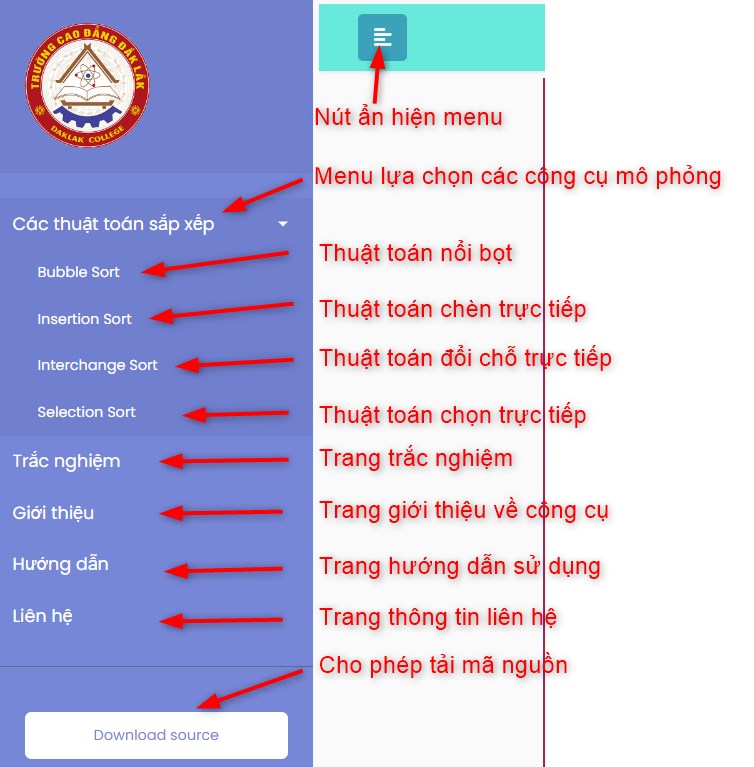 TRƯỜNG CAO ĐẲNG ĐẮK LẮK
DAKLAK COLLEGE
Nút ẩn hiện menu
Menu lựa chọn các công cụ mô phỏng
Các thuật toán sắp xếp
Bubble Sort
Thuật toán nổi bọt
Insertion Sort
Thuật toán chèn trực tiếp
Interchange Sort
Thuật toán đổi chỗ trực tiếp
Selection Sort
Thuật toán chọn trực tiếp
Trắc nghiệm
Trang trắc nghiệm
Giới thiệu
Trang giới thiệu về công cụ
Hướng dẫn
Trang hướng dẫn sử dụng
Liên hệ
Trang thông tin liên hệ
Cho phép tải mã nguồn
Download source